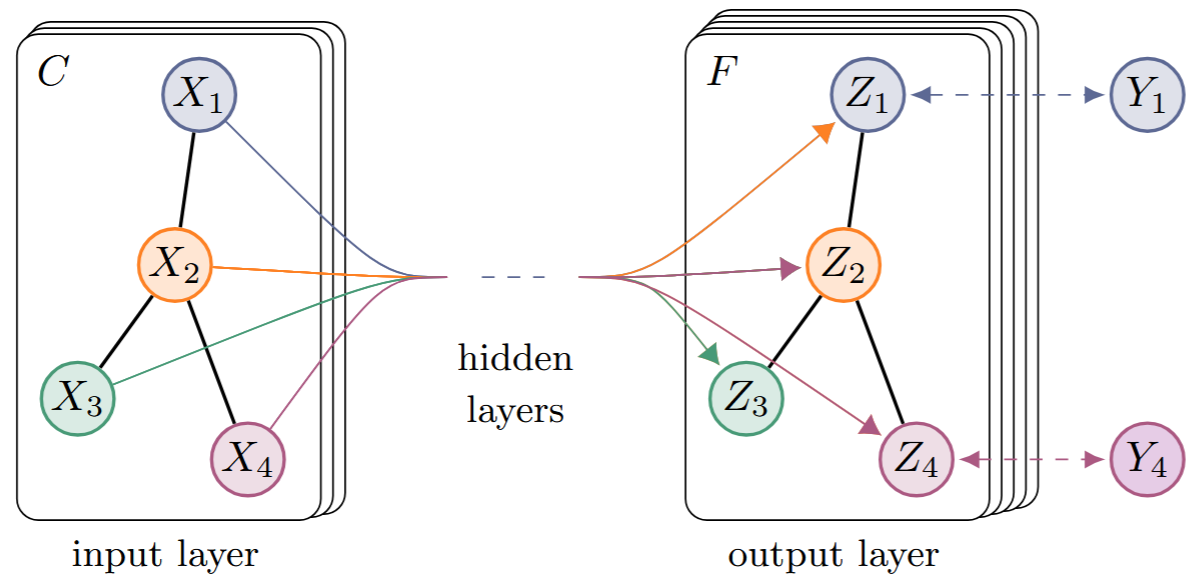 C
X₁
X₂
X₃
X₄
input layer
hidden
layers
F
Z₁
Z₂
Z₃
Z₄
output layer
Y₁
Y₄